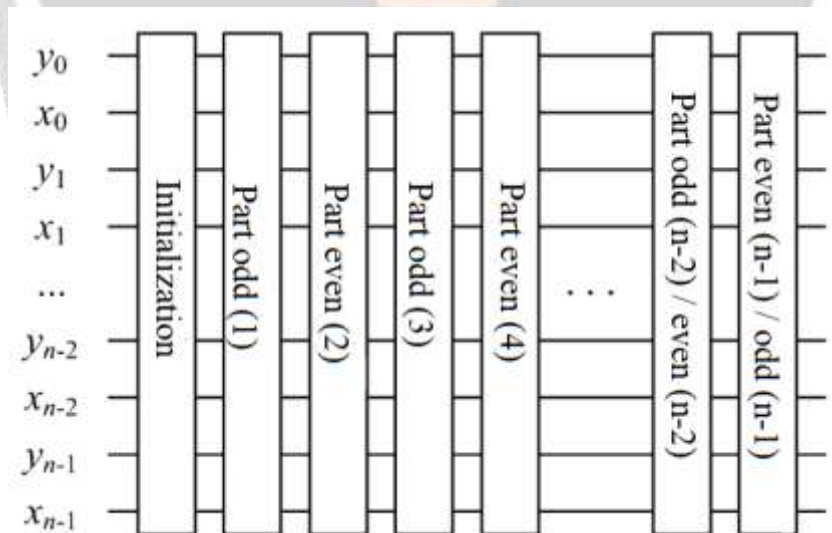 y0
x0
y1
x1
...
yn-2
xn-2
yn-1
xn-1
Initialization
Part odd (1)
Part even (2)
Part odd (3)
Part even (4)
...
Part odd (n-2) / even (n-2)
Part even (n-1) / odd (n-1)